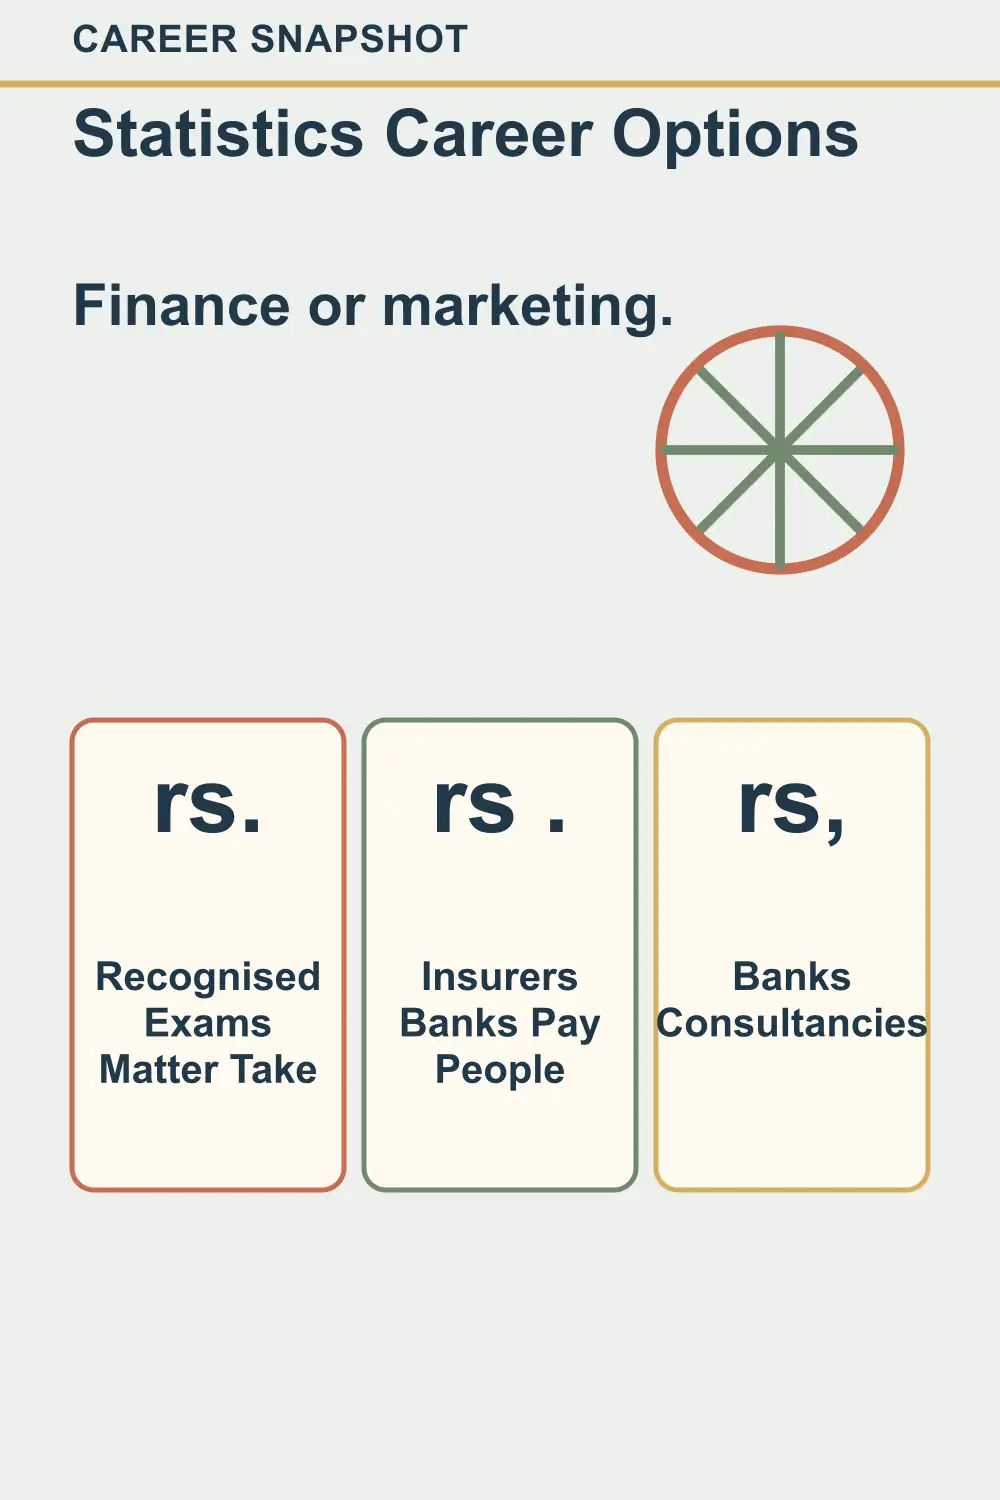 CAREER SNAPSHOT
Statistics Career Options
Finance or marketing.
rs.
Recognised
Exams
Matter Take
rs .
Insurers
Banks Pay
People
rs,
Banks
Consultancies